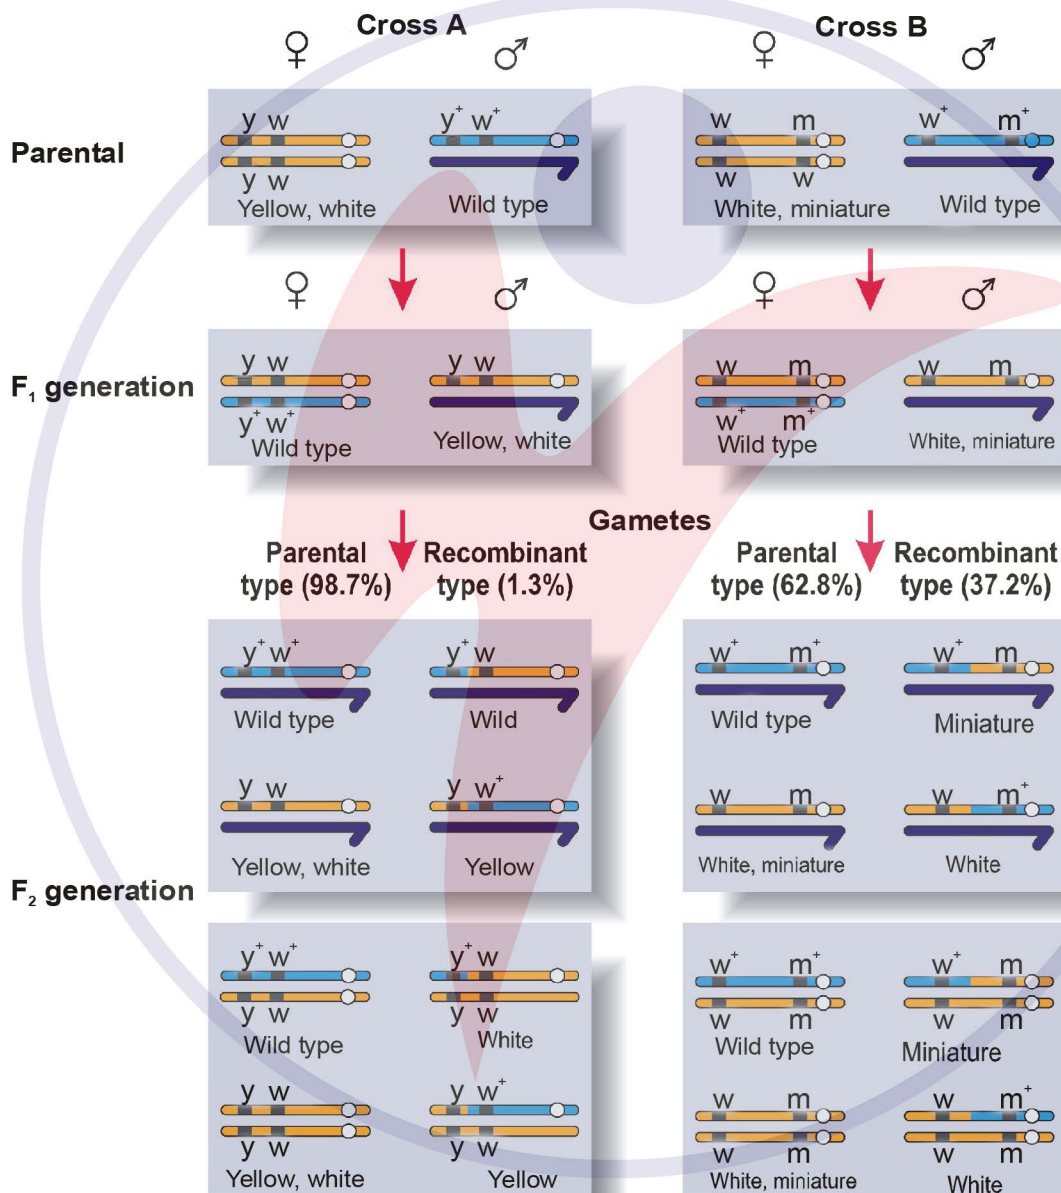 Cross A
Cross B
♀ ♂ ♀ ♂
Parental
y w
y w
Yellow, white
y⁺ w⁺
Wild type
w m
w w
White, miniature
w⁺ m⁺
Wild type
♀ ♂ ♀ ♂
F₁ generation
y w
y⁺ w⁺
Wild type
y w
Yellow, white
w m
w⁺ m⁺
Wild type
w m
White, miniature
Gametes
Parental
type (98.7%)
Recombinant
type (1.3%)
Parental
type (62.8%)
Recombinant
type (37.2%)
F₂ generation
y⁺ w⁺
Wild type
y⁺ w
Wild
w⁺ m⁺
Wild type
w⁺ m
Miniature
y w
Yellow, white
y w⁺
Yellow
w m
White, miniature
w m⁺
White
y⁺ w⁺
y w
Wild type
y⁺ w
y w
White
w⁺ m⁺
w m
Wild type
w⁺ m
w m
Miniature
y w
y w
Yellow, white
y w⁺
y w
Yellow
w m
w m
White, miniature
w m⁺
w m
White